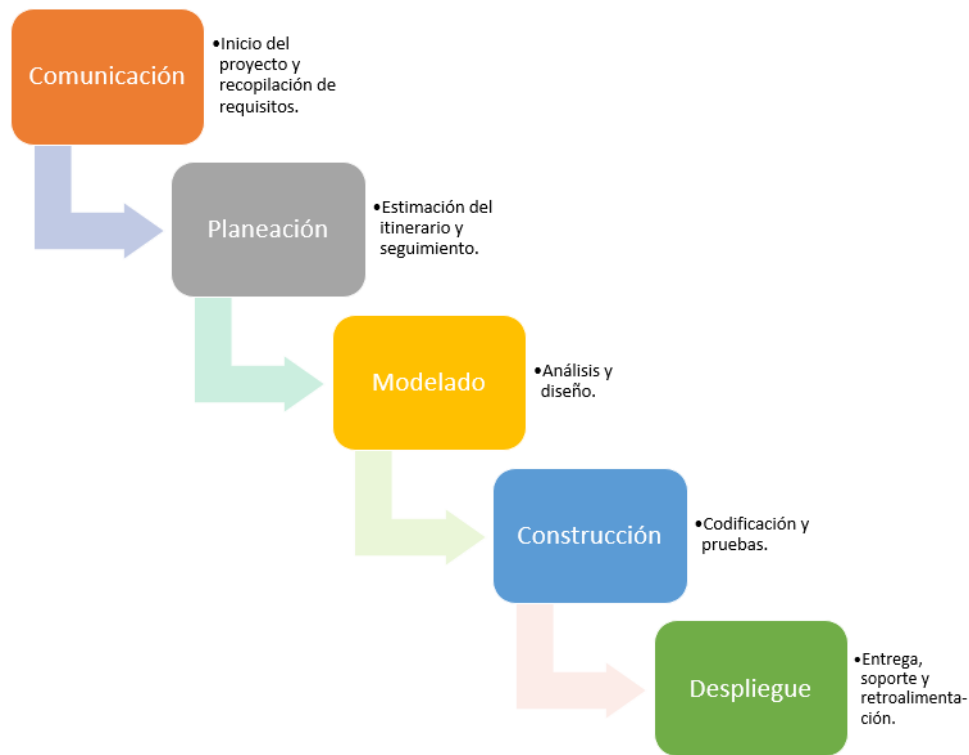 Comunicación
•Inicio del
proyecto y
recopilación de
requisitos.
Planeación
•Estimación del
itinerario y
seguimiento.
Modelado
•Análisis y
diseño.
Construcción
•Codificación y
pruebas.
Despliegue
•Entrega,
soporte y
retroalimenta-
ción.